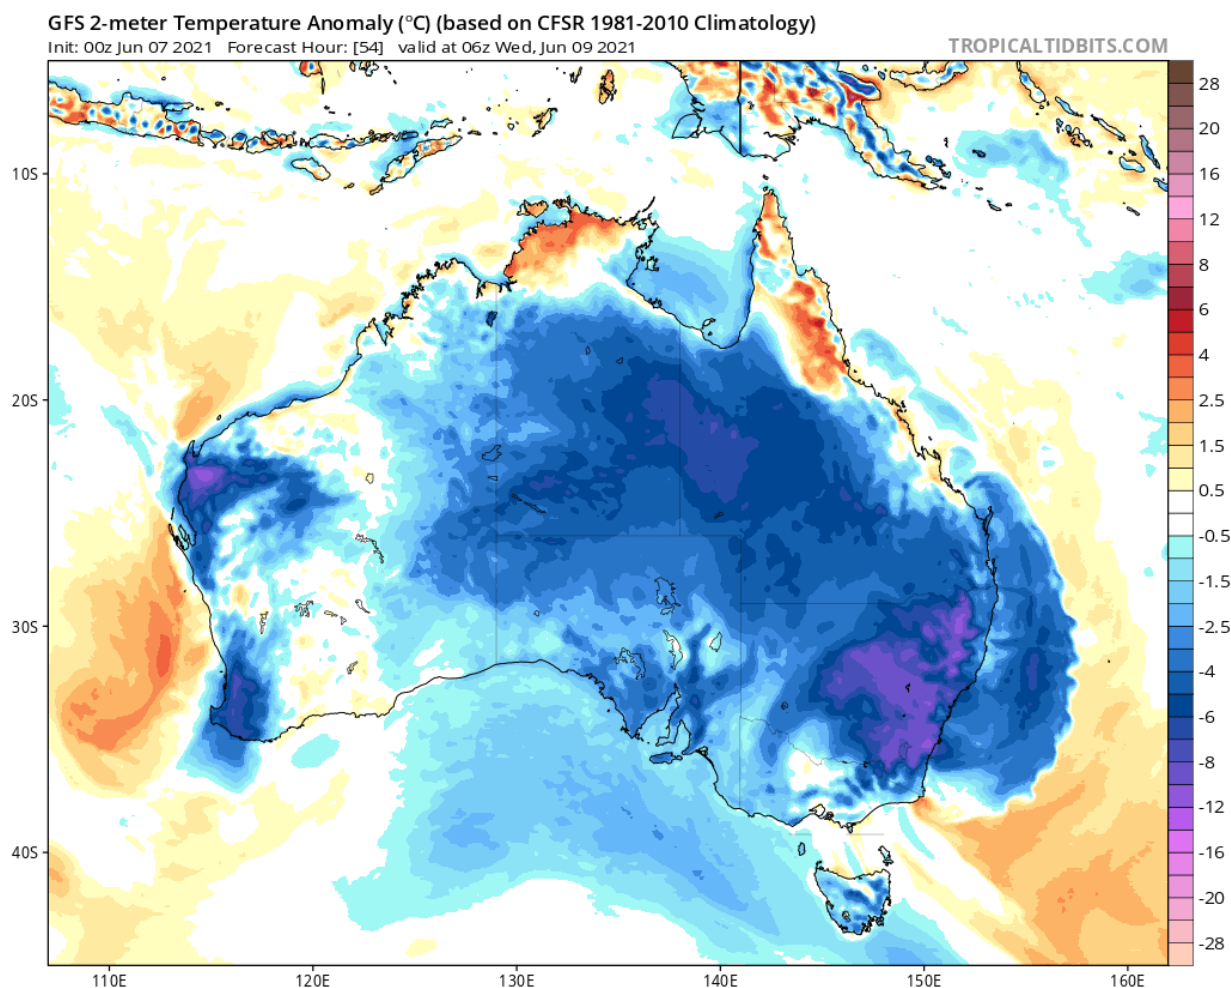 GFS 2-meter Temperature Anomaly (°C) (based on CFSR 1981-2010 Climatology)
Init: 00z Jun 07 2021 Forecast Hour: [54] valid at 06z Wed, Jun 09 2021
TROPICALTIDBITS.COM
28
20
16
12
8
6
4
2.5
1.5
0.5
-0.5
-1.5
-2.5
-4
-6
-8
-12
-16
-20
-28
10S
20S
30S
40S
110E
120E
130E
140E
150E
160E